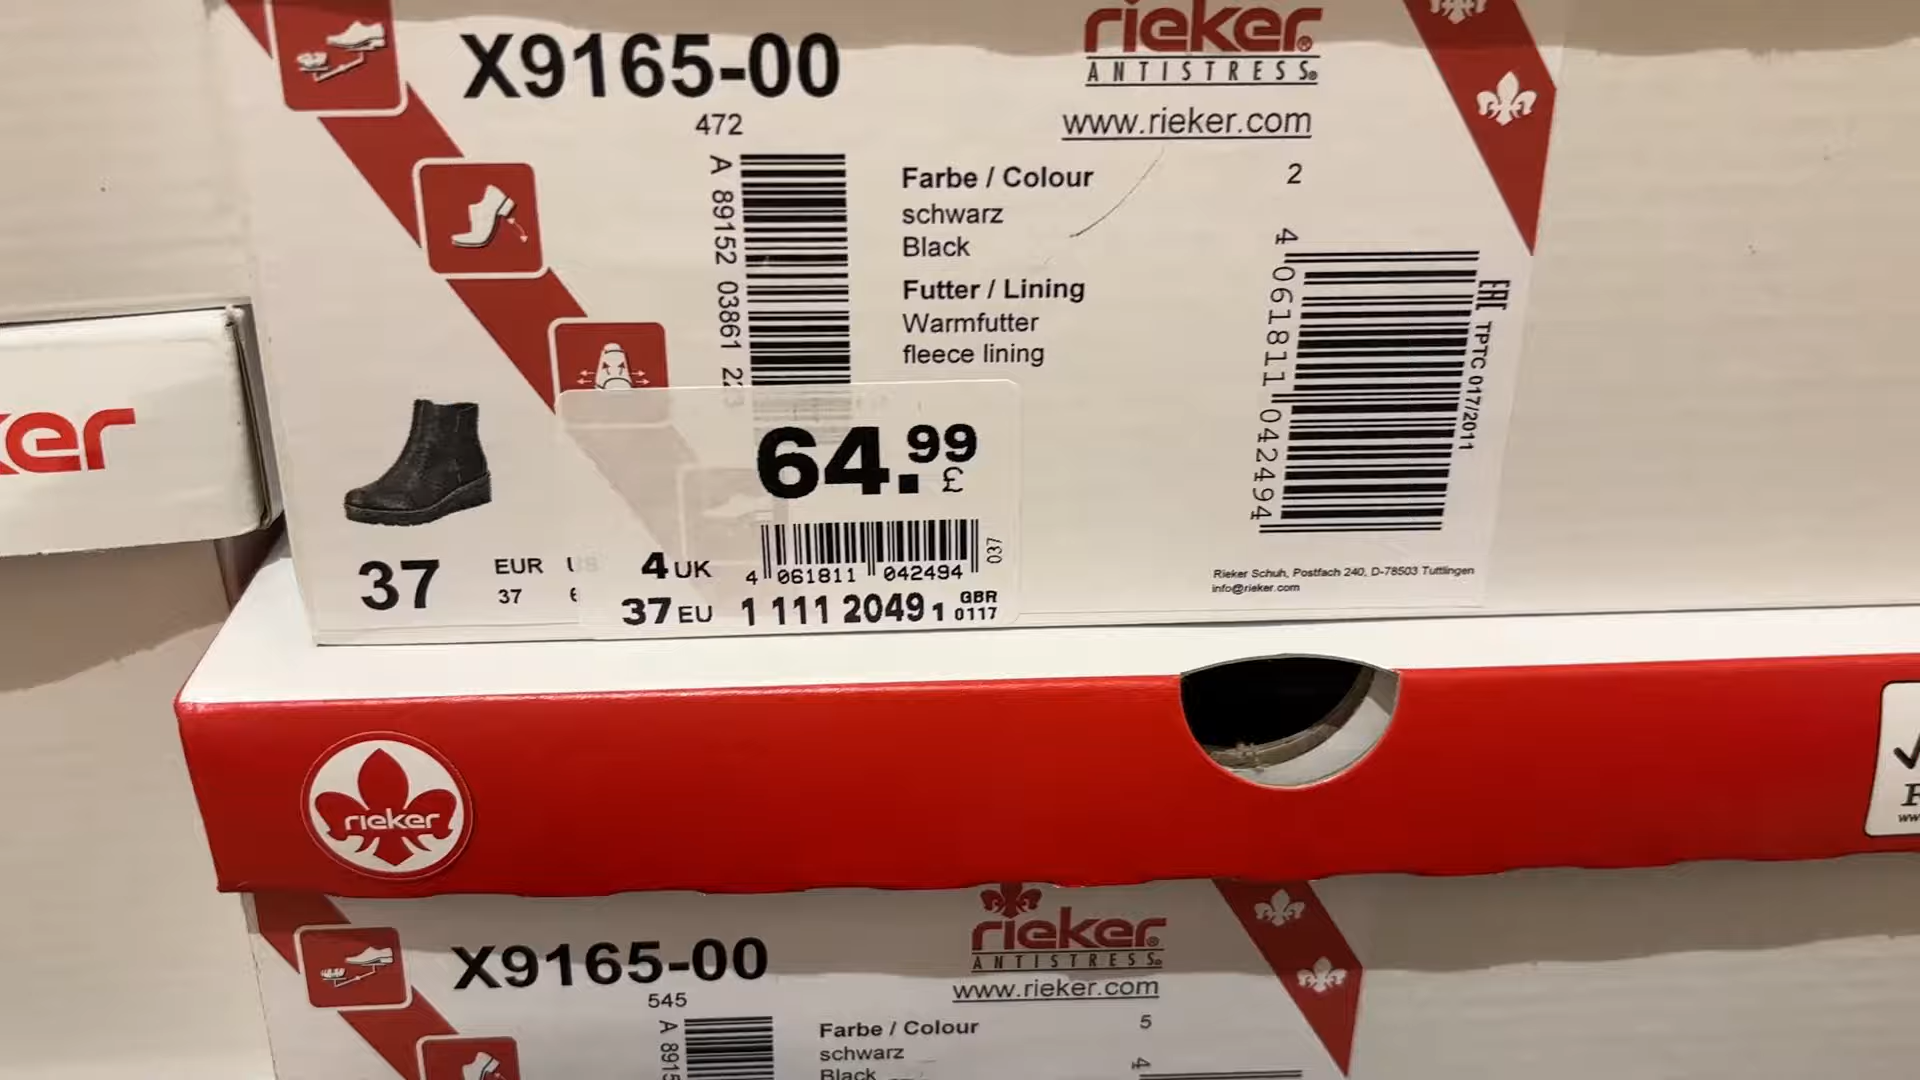 X9165-00
472
A 89152 03861
rieker®
ANTISTRESS®
www.rieker.com
Farbe / Colour
schwarz
Black
Futter / Lining
Warmfutter
fleece lining
2
4 061811 042494
EAC TPTC 017/2011
Rieker Schuh, Postfach 240, D-78503 Tuttlingen
info@rieker.com
37
EUR
37
64.99
£
4 061811 042494
037
4 UK
37 EU
1 111 2049 1
GBR
0117
ker
rieker
X9165-00
545
A 8915
rieker®
ANTISTRESS®
www.rieker.com
Farbe / Colour
schwarz
Black
5
4